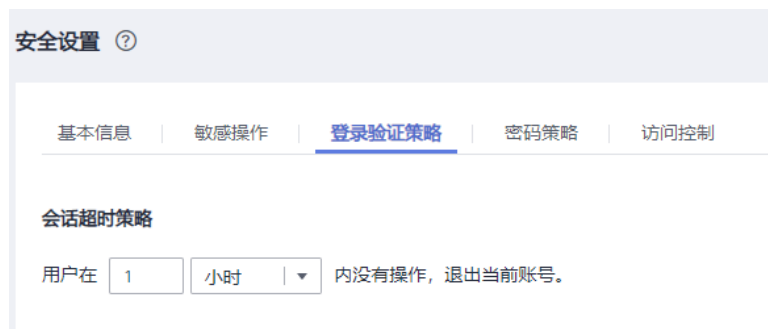 安全设置 ?
基本信息 敏感操作 登录验证策略 密码策略 访问控制
会话超时策略
用户在 1 小时 内没有操作，退出当前账号。